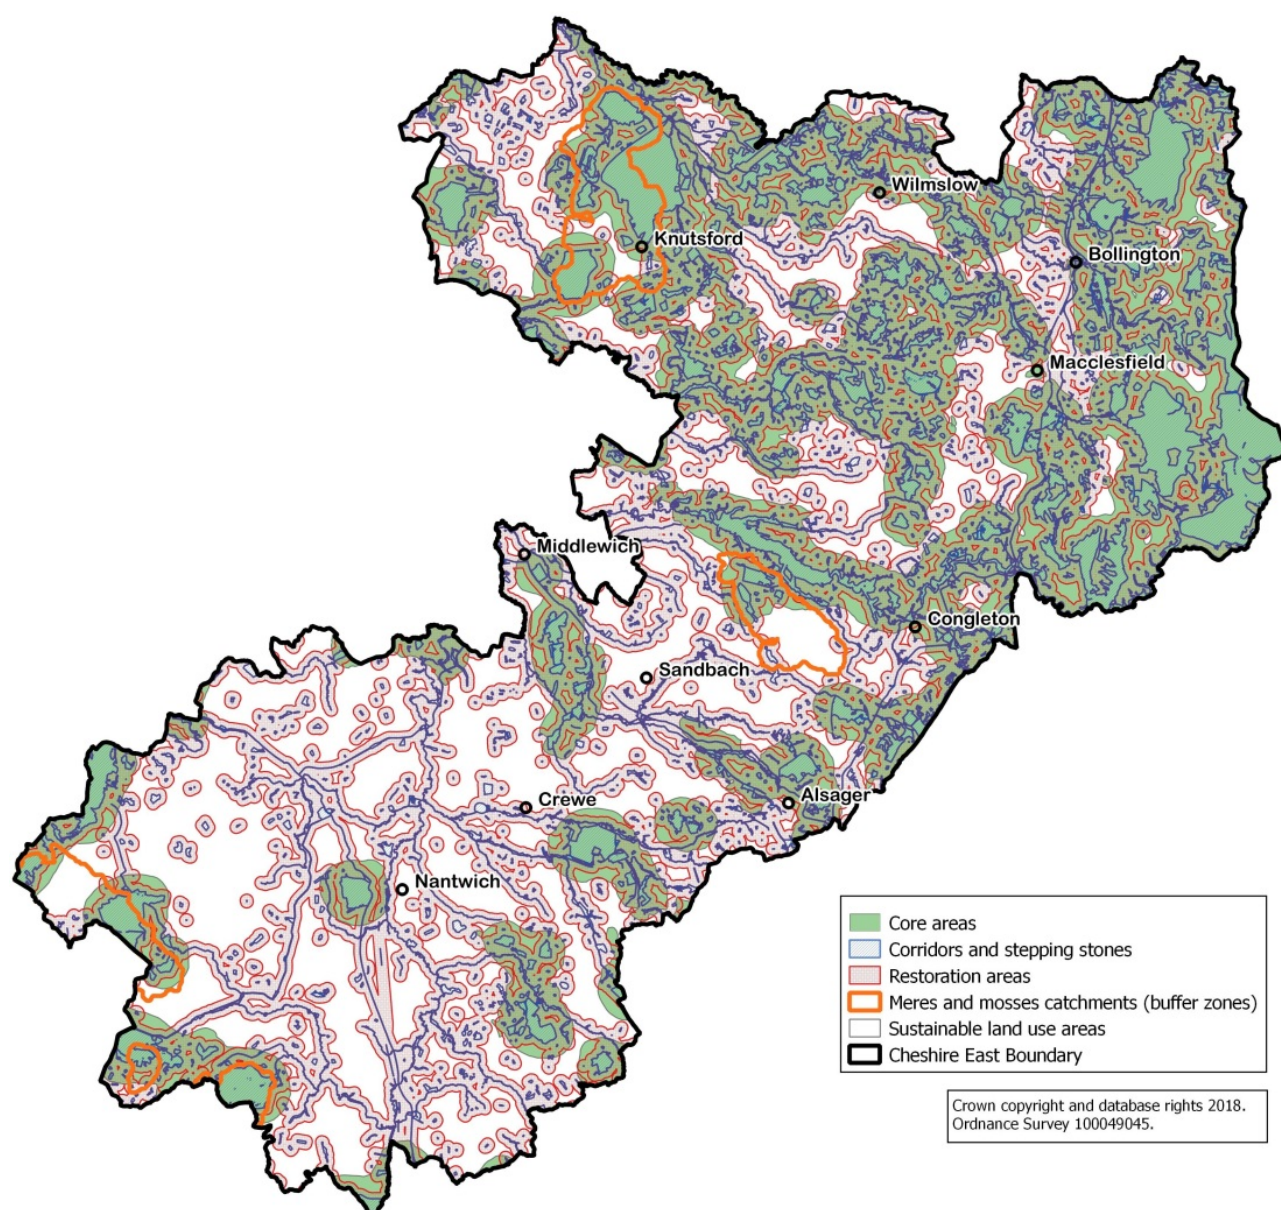 Wilmslow
Knutsford
Bollington
Macclesfield
Middlewich
Congleton
Sandbach
Crewe
Alsager
Nantwich
Core areas
Corridors and stepping stones
Restoration areas
Meres and mosses catchments (buffer zones)
Sustainable land use areas
Cheshire East Boundary
Crown copyright and database rights 2018.
Ordnance Survey 100049045.